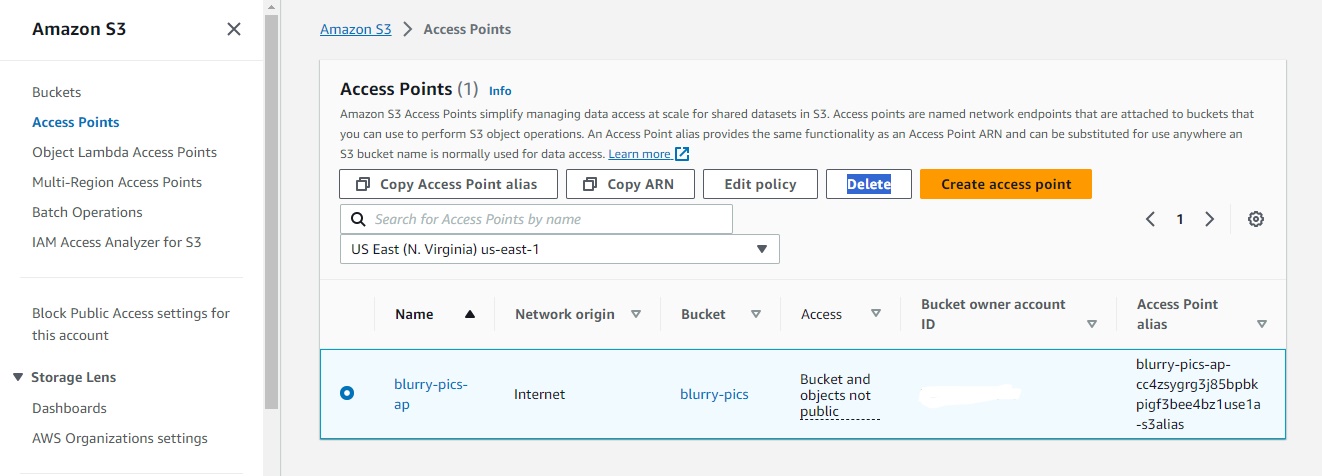 Amazon S3
Buckets
Access Points
Object Lambda Access Points
Multi-Region Access Points
Batch Operations
IAM Access Analyzer for S3
Block Public Access settings for
this account
Storage Lens
Dashboards
AWS Organizations settings
Amazon S3 > Access Points
Access Points (1) Info
Amazon S3 Access Points simplify managing data access at scale for shared datasets in S3. Access points are named network endpoints that are attached to buckets that
you can use to perform S3 object operations. An Access Point alias provides the same functionality as an Access Point ARN and can be substituted for use anywhere an
S3 bucket name is normally used for data access. Learn more
Copy Access Point alias Copy ARN Edit policy Delete Create access point
Search for Access Points by name
1
US East (N. Virginia) us-east-1
Name Network origin Bucket Access Bucket owner account
ID Access Point
alias
blurry-pics-
ap
Internet
blurry-pics
Bucket and
objects not
public
blurry-pics-ap-
cc4zsygrg3j85bpbk
pigf3bee4bz1use1a
-s3alias